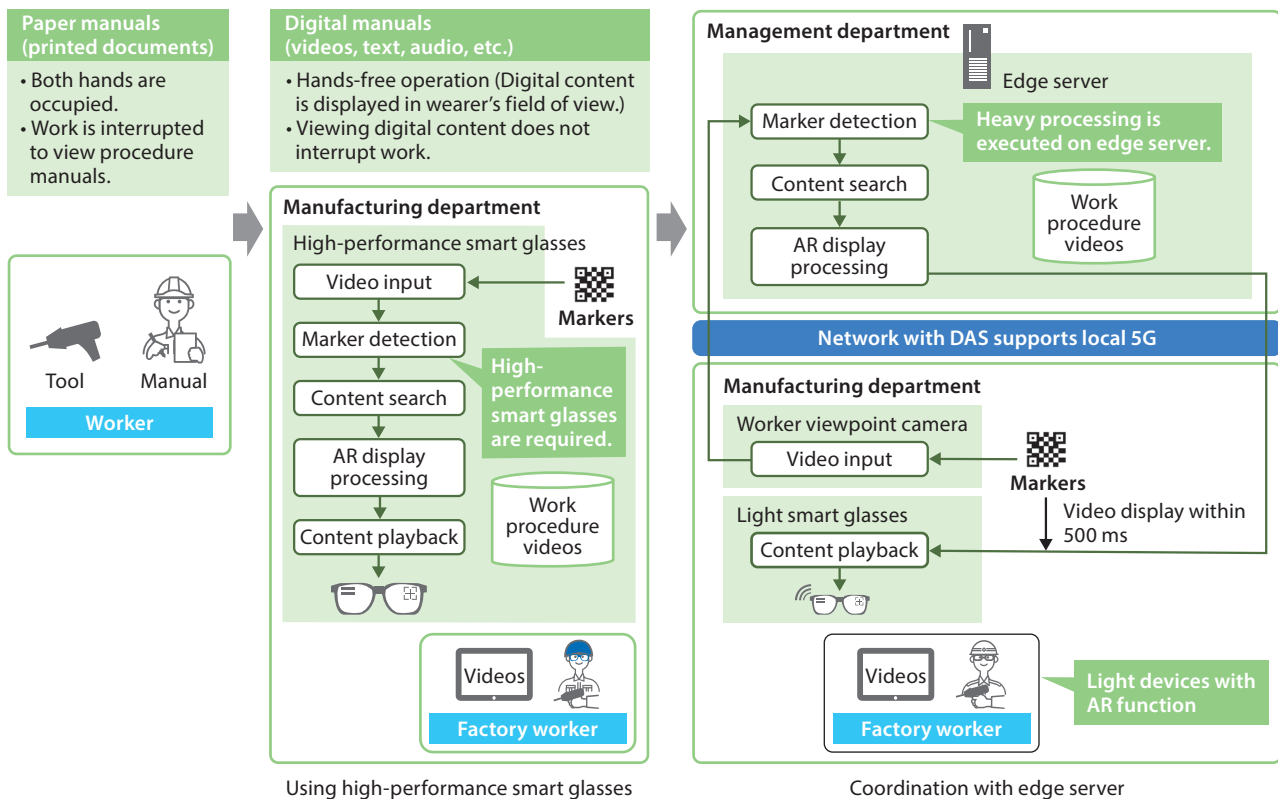 Paper manuals
(printed documents)
• Both hands are
occupied.
• Work is interrupted
to view procedure
manuals.
Tool
Manual
Worker
Digital manuals
(videos, text, audio, etc.)
• Hands-free operation (Digital content
is displayed in wearer’s field of view.)
• Viewing digital content does not
interrupt work.
Manufacturing department
High-performance smart glasses
Video input
Markers
Marker detection
High-
performance
smart glasses
are required.
Content search
AR display
processing
Work
procedure
videos
Content playback
Videos
Factory worker
Using high-performance smart glasses
Management department
Edge server
Marker detection
Heavy processing is
executed on edge server.
Content search
Work
procedure
videos
AR display
processing
Network with DAS supports local 5G
Manufacturing department
Worker viewpoint camera
Video input
Markers
Video display within
500 ms
Light smart glasses
Content playback
Videos
Factory worker
Light devices with
AR function
Coordination with edge server